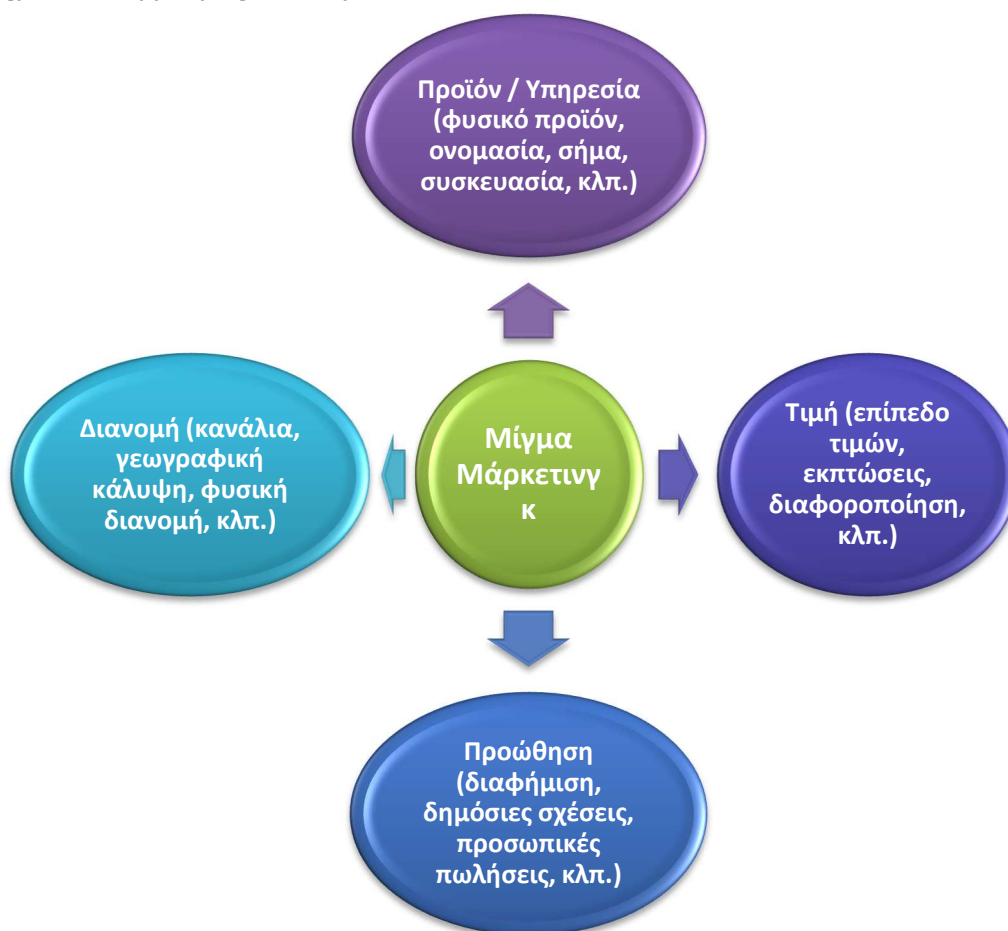 Προϊόν / Υπηρεσία
(φυσικό προϊόν,
ονομασία, σήμα,
συσκευασία, κλπ.)
Διανομή (κανάλια,
γεωγραφική
κάλυψη, φυσική
διανομή, κλπ.)
Μίγμα
Μάρκετινγ
κ
Τιμή (επίπεδο
τιμών,
εκπτώσεις,
διαφοροποίηση,
κλπ.)
Προώθηση
(διαφήμιση,
δημόσιες σχέσεις,
προσωπικές
πωλήσεις, κλπ.)